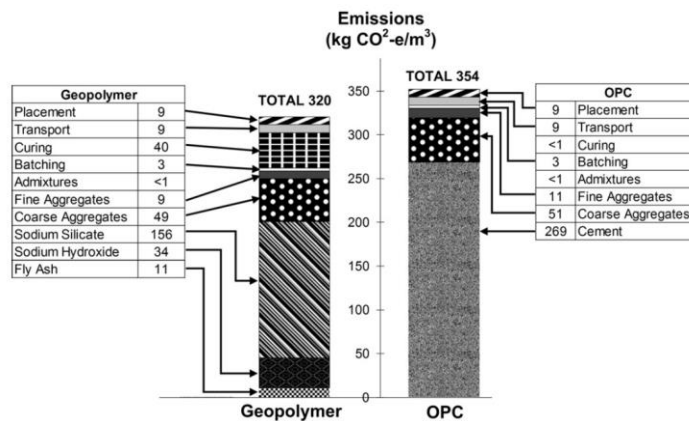 Emissions
(kg CO²-e/m³)
Geopolymer
Placement 9
Transport 9
Curing 40
Batching 3
Admixtures <1
Fine Aggregates 9
Coarse Aggregates 49
Sodium Silicate 156
Sodium Hydroxide 34
Fly Ash 11
TOTAL 320
350
300
250
200
150
100
50
0
TOTAL 354
OPC
9 Placement
9 Transport
<1 Curing
3 Batching
<1 Admixtures
11 Fine Aggregates
51 Coarse Aggregates
269 Cement
Geopolymer
OPC